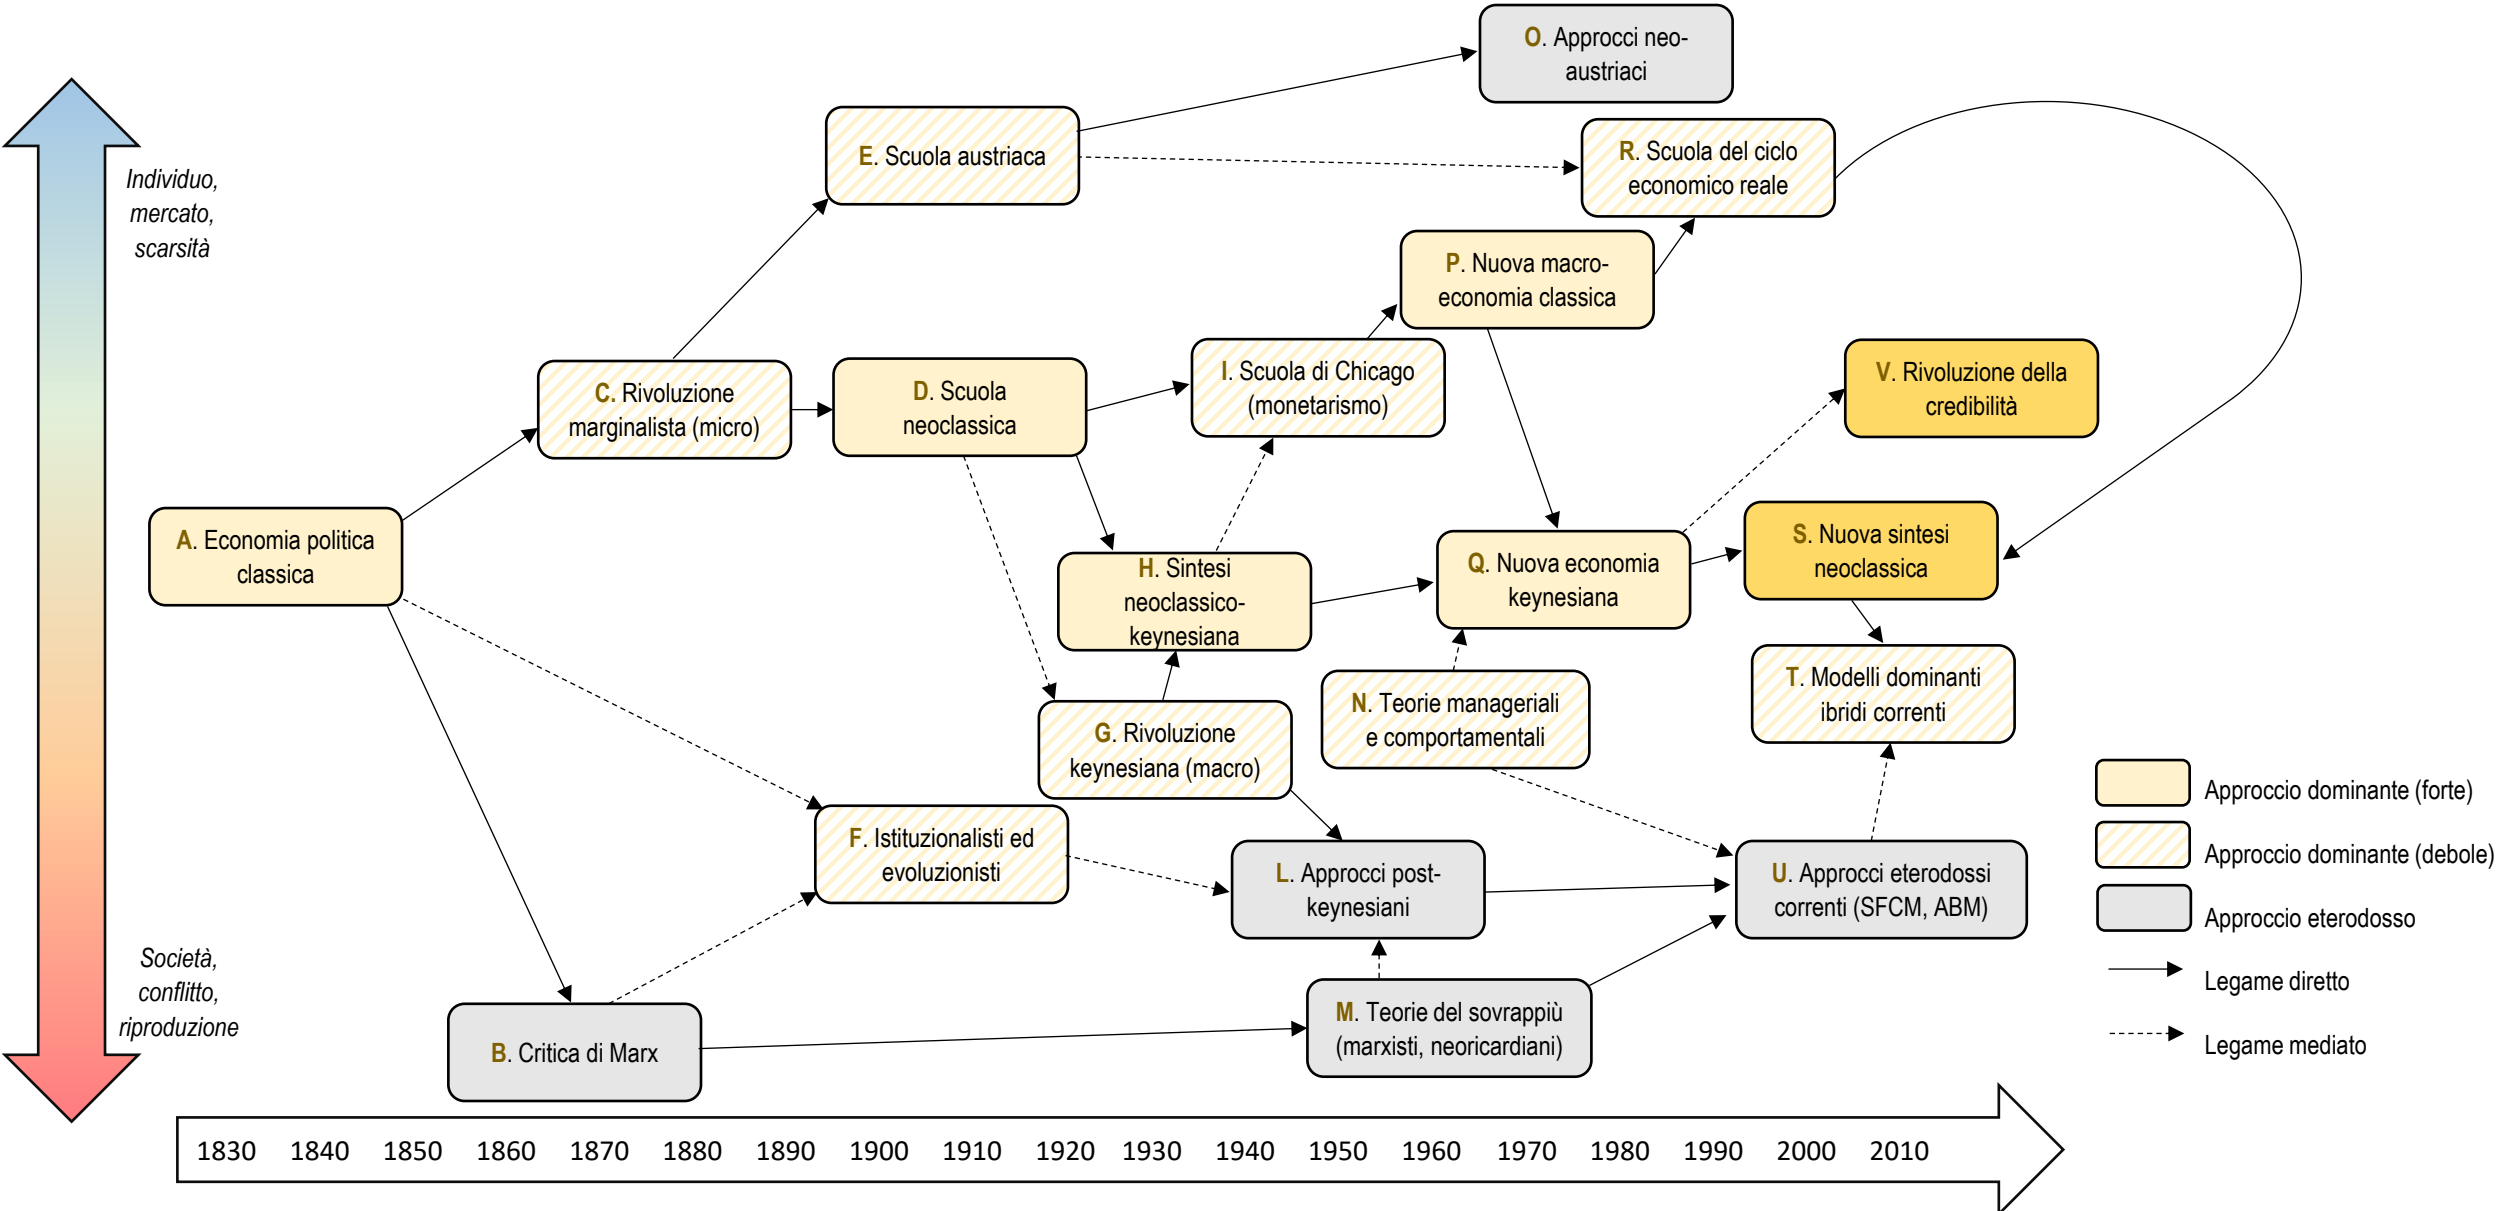 O. Approcci neo-
austriaci
E. Scuola austriaca
R. Scuola del ciclo
economico reale
Individuo,
mercato,
scarsità
P. Nuova macro-
economia classica
C. Rivoluzione
marginalista (micro)
D. Scuola
neoclassica
I. Scuola di Chicago
(monetarismo)
V. Rivoluzione della
credibilità
A. Economia politica
classica
H. Sintesi
neoclassico-
keynesiana
Q. Nuova economia
keynesiana
S. Nuova sintesi
neoclassica
G. Rivoluzione
keynesiana (macro)
N. Teorie manageriali
e comportamentali
T. Modelli dominanti
ibridi correnti
F. Istituzionalisti ed
evoluzionisti
L. Approcci post-
keynesiani
U. Approcci eterodossi
correnti (SFCM, ABM)
Società,
conflitto,
riproduzione
B. Critica di Marx
M. Teorie del sovrappiù
(marxisti, neoricardiani)
Approccio dominante (forte)
Approccio dominante (debole)
Approccio eterodosso
Legame diretto
Legame mediato
1830 1840 1850 1860 1870 1880 1890 1900 1910 1920 1930 1940 1950 1960 1970 1980 1990 2000 2010